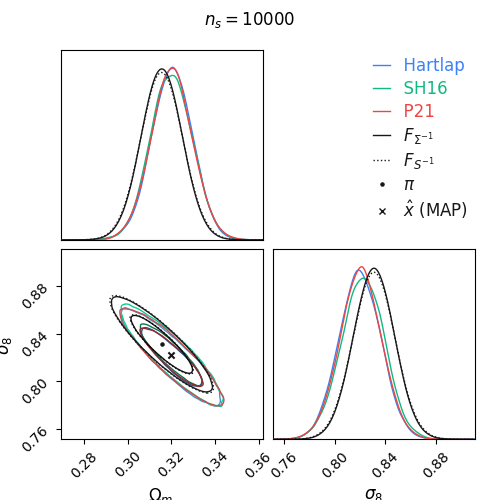 n_s = 10000
Hartlap
SH16
P21
F_{Σ^{-1}}
F_{S^{-1}}
π
x̂ (MAP)
0.88
0.84
0.80
0.76
σ_8
0.28 0.30 0.32 0.34 0.36
0.76 0.80 0.84 0.88
Ω_m
σ_8